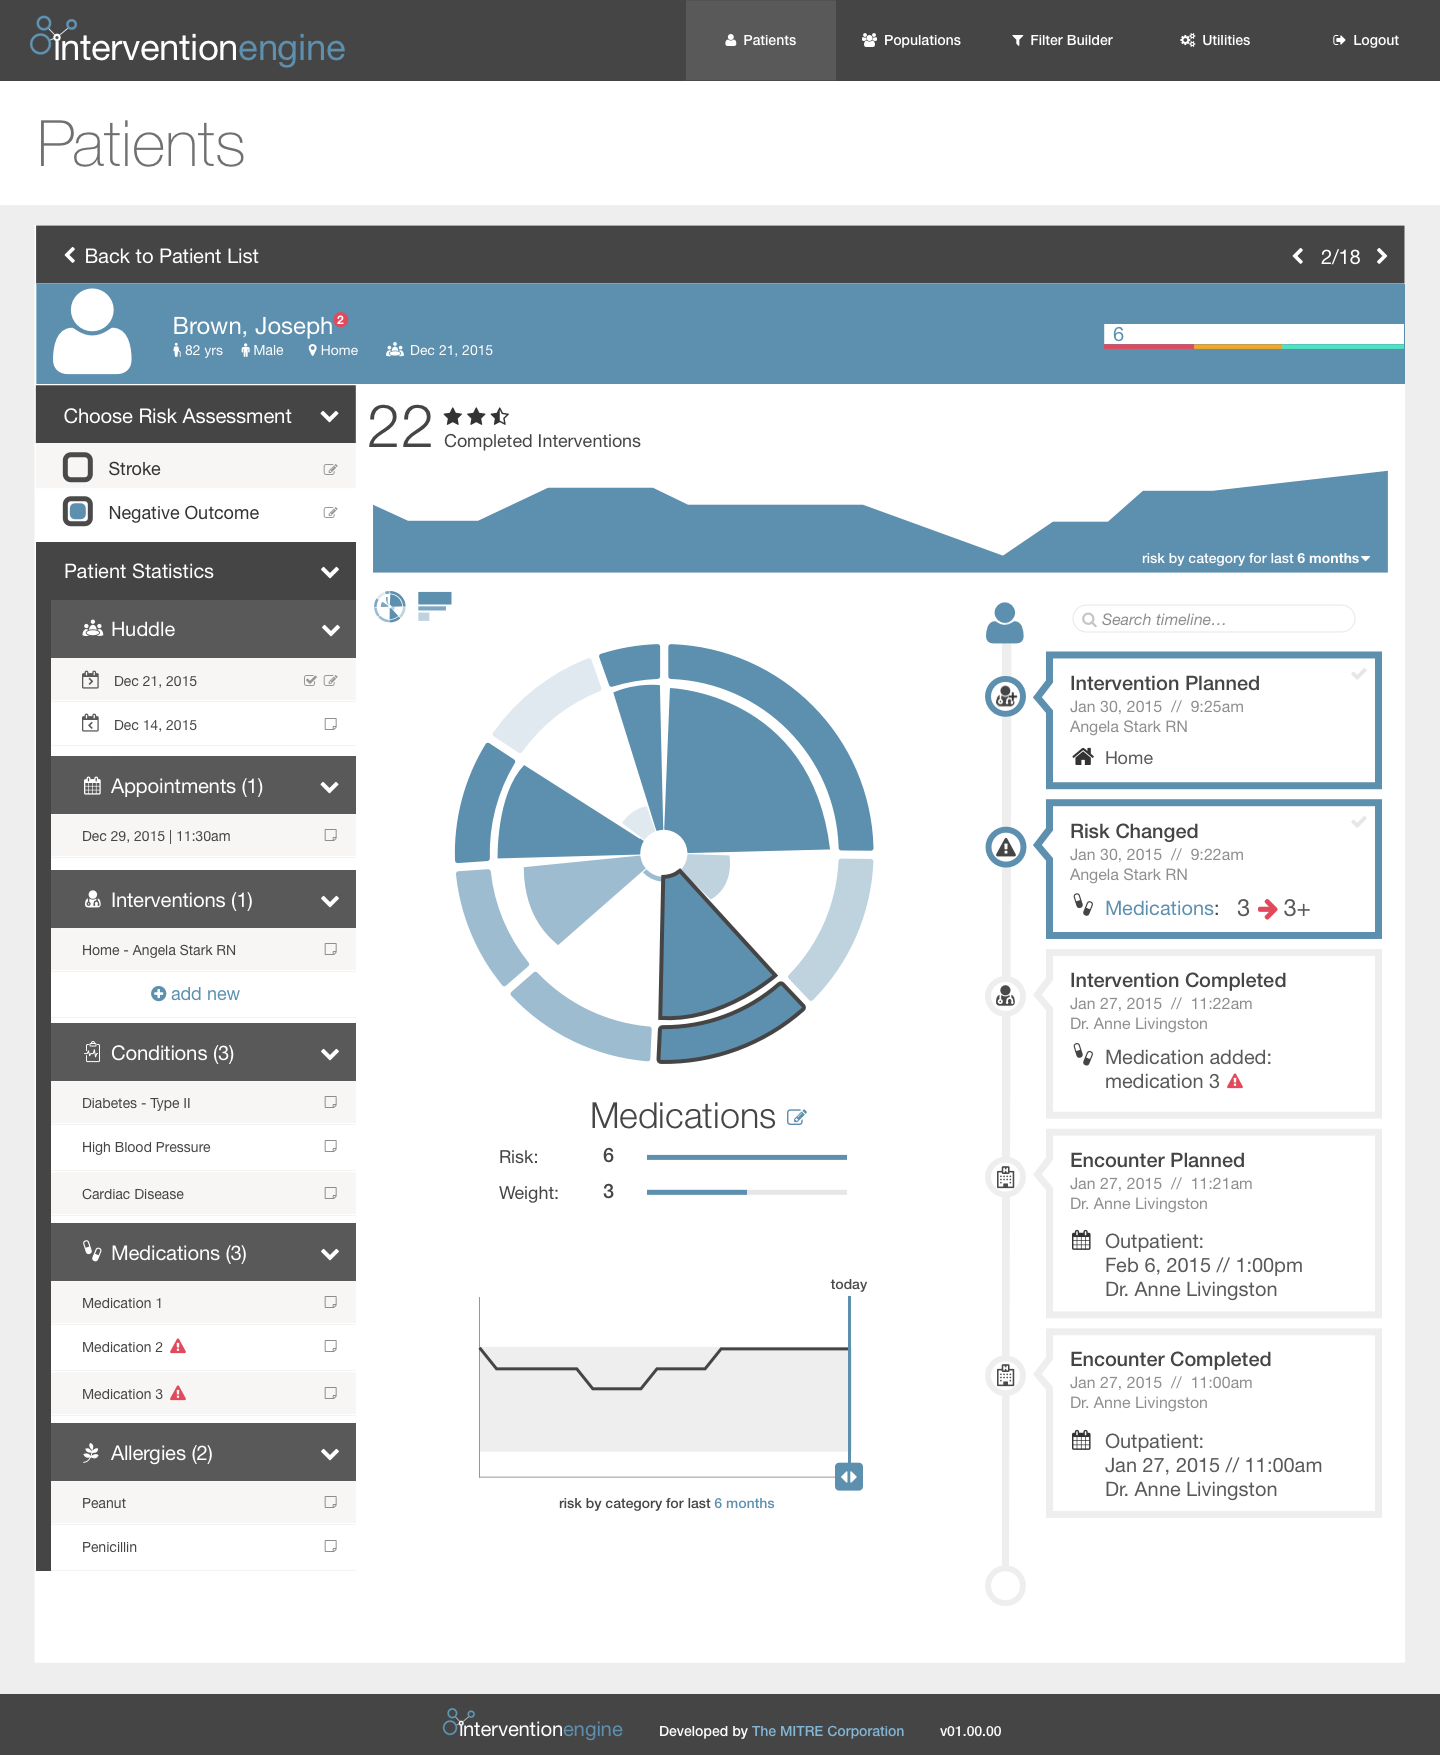 interventionengine
Patients
Populations
Filter Builder
Utilities
Logout
Patients
Back to Patient List
2/18
Brown, Joseph 2
82 yrs Male Home Dec 21, 2015
6
Choose Risk Assessment
Stroke
Negative Outcome
Patient Statistics
Huddle
Dec 21, 2015
Dec 14, 2015
Appointments (1)
Dec 29, 2015 | 11:30am
Interventions (1)
Home - Angela Stark RN
add new
Conditions (3)
Diabetes - Type II
High Blood Pressure
Cardiac Disease
Medications (3)
Medication 1
Medication 2
Medication 3
Allergies (2)
Peanut
Penicillin
22
Completed Interventions
risk by category for last 6 months
Medications
Risk: 6
Weight: 3
today
risk by category for last 6 months
Search timeline...
Intervention Planned
Jan 30, 2015 // 9:25am
Angela Stark RN
Home
Risk Changed
Jan 30, 2015 // 9:22am
Angela Stark RN
Medications: 3 3+
Intervention Completed
Jan 27, 2015 // 11:22am
Dr. Anne Livingston
Medication added:
medication 3
Encounter Planned
Jan 27, 2015 // 11:21am
Dr. Anne Livingston
Outpatient:
Feb 6, 2015 // 1:00pm
Dr. Anne Livingston
Encounter Completed
Jan 27, 2015 // 11:00am
Dr. Anne Livingston
Outpatient:
Jan 27, 2015 // 11:00am
Dr. Anne Livingston
interventionengine
Developed by The MITRE Corporation
v01.00.00